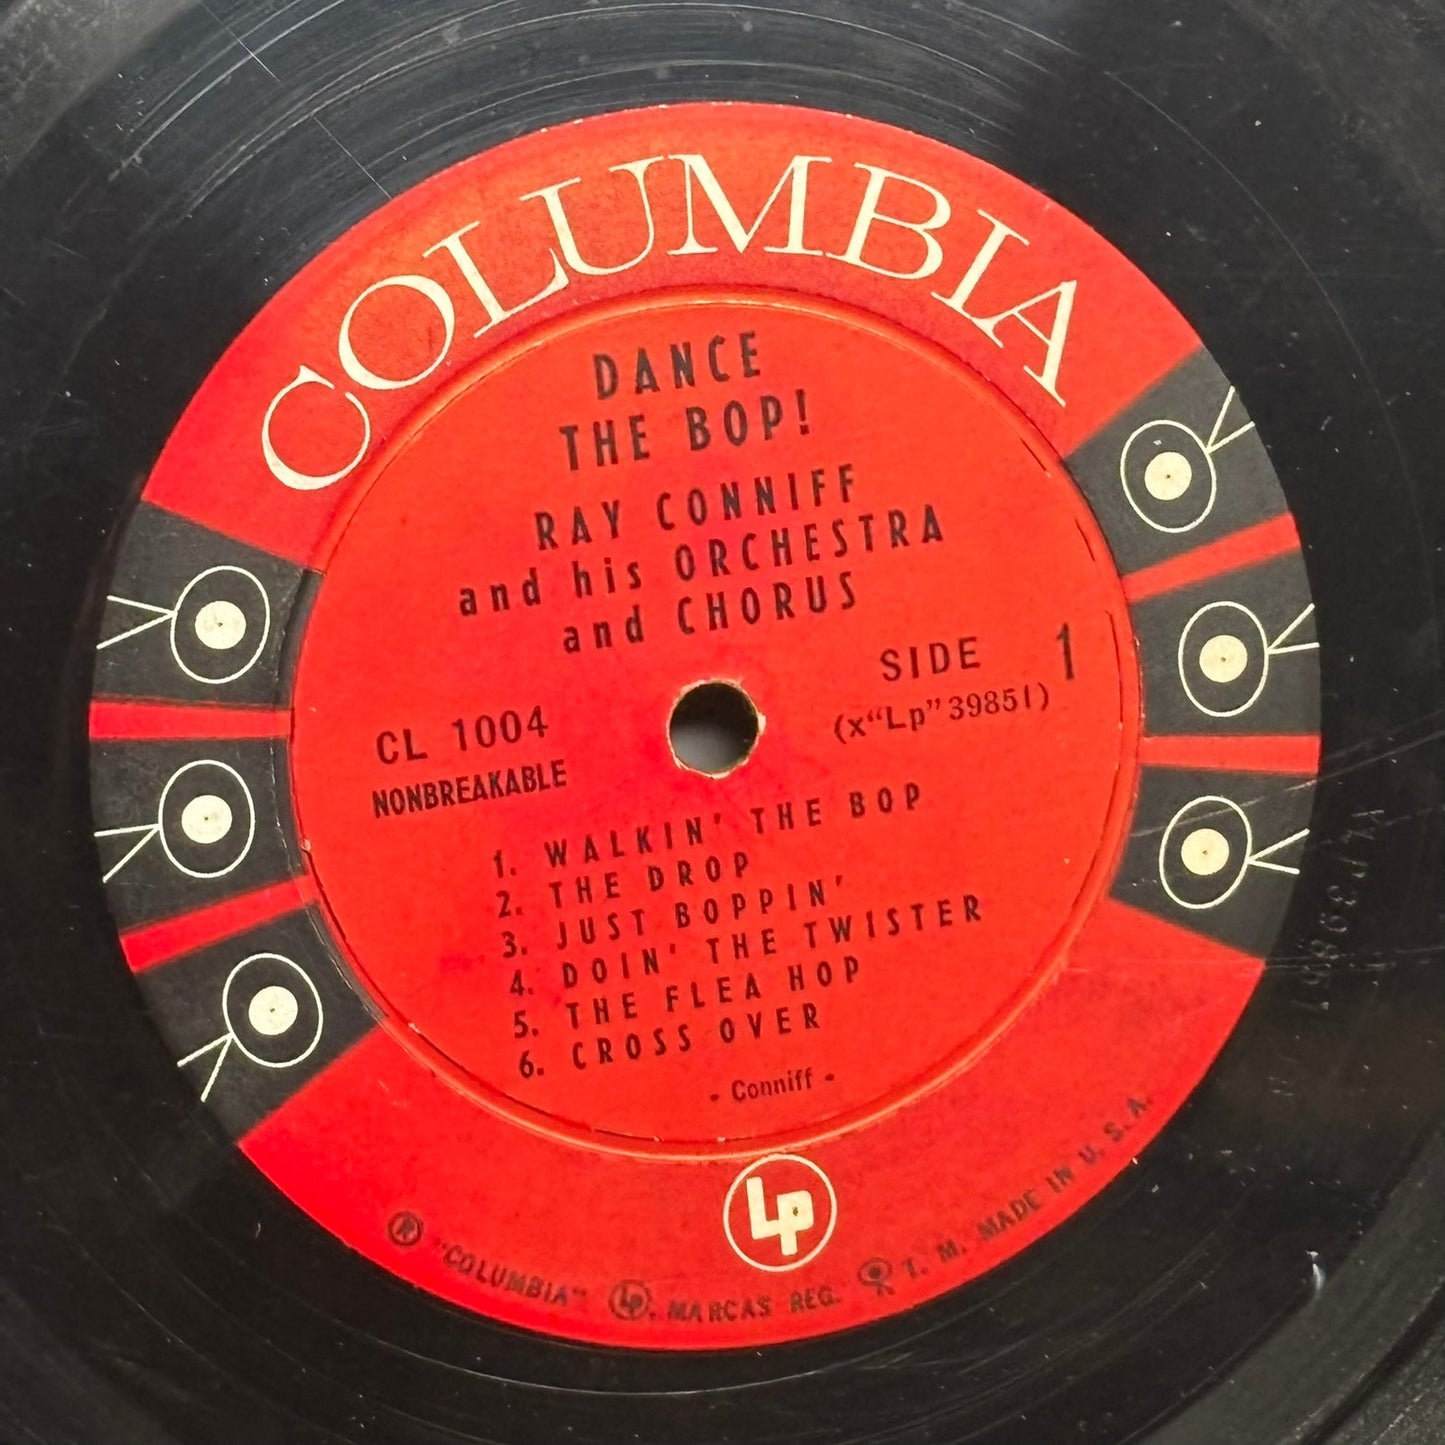 COLUMBIA
DANCE
THE BOP!
RAY CONNIFF
and his ORCHESTRA
and CHORUS
SIDE 1
CL 1004
(x"Lp" 39851)
NONBREAKABLE
1. WALKIN' THE BOP
2. THE DROP
3. JUST BOPPIN'
4. DOIN' THE TWISTER
5. THE FLEA HOP
6. CROSS OVER
- Conniff -
LP
® "COLUMBIA" Lp. MARCAS REG. T. M. MADE IN U. S. A.